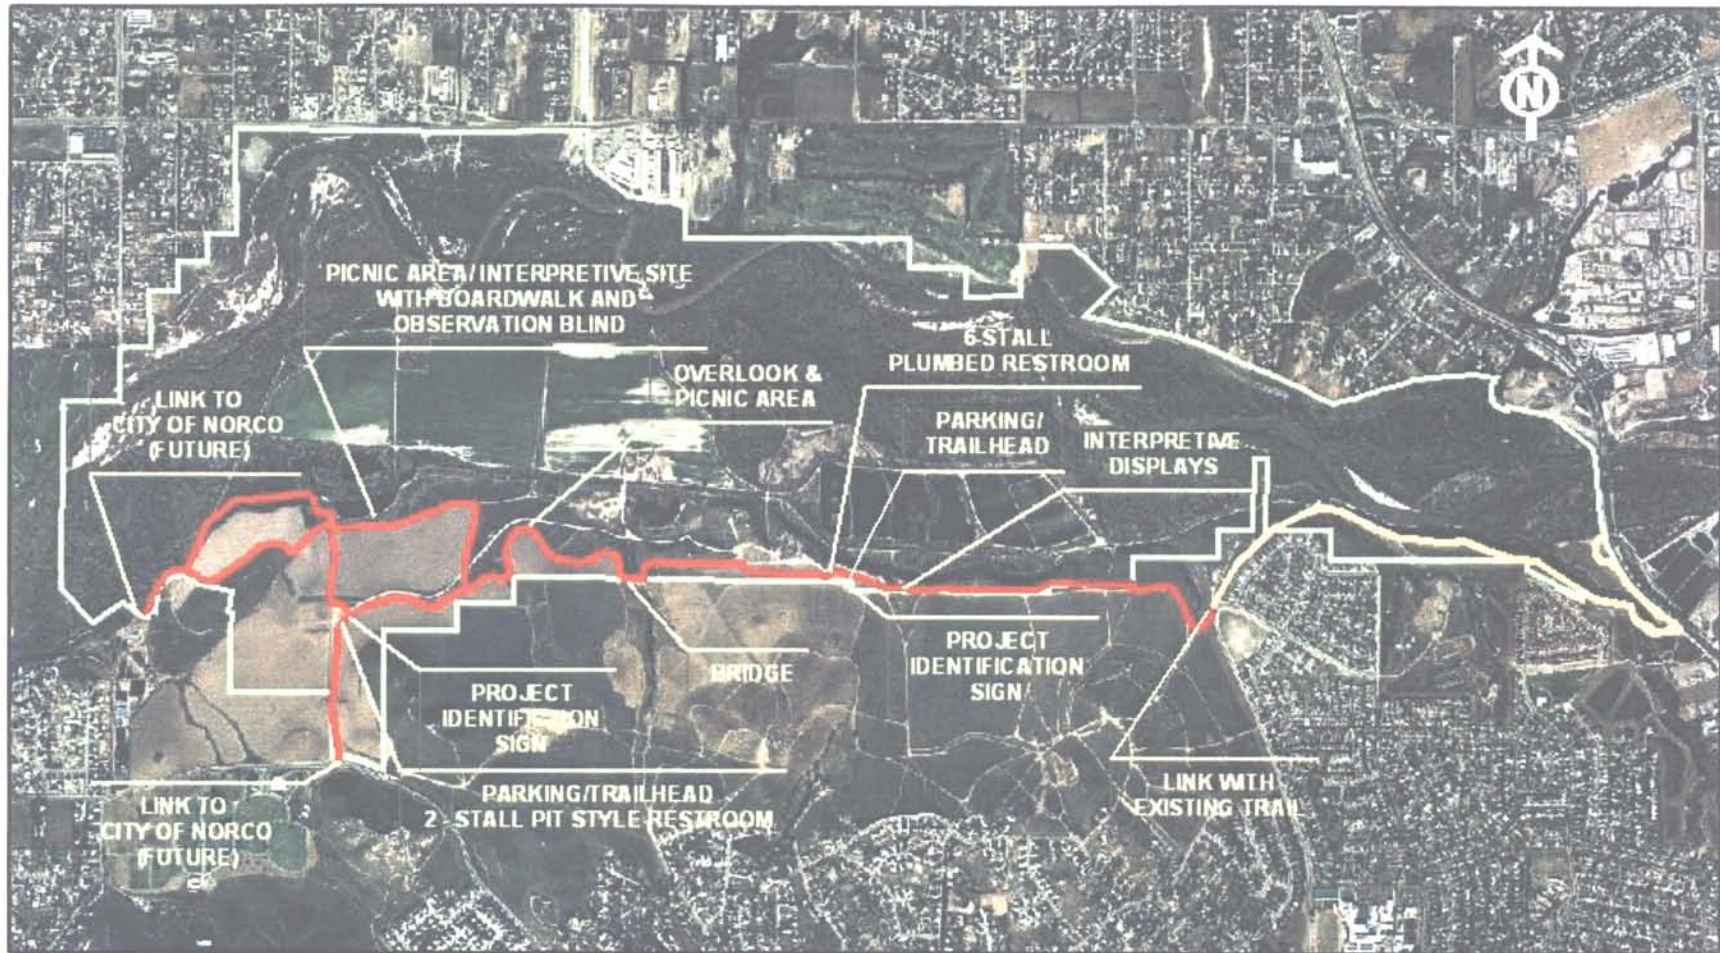 N
PICNIC AREA/INTERPRETIVE SITE
WITH BOARDWALK AND
OBSERVATION BLIND
6-STALL
PLUMBED RESTROOM
OVERLOOK &
PICNIC AREA
LINK TO
CITY OF NORCO
(FUTURE)
PARKING/
TRAILHEAD
INTERPRETIVE
DISPLAYS
PROJECT
IDENTIFICATION
SIGN
BRIDGE
PROJECT
IDENTIFICATION
SIGN
LINK TO
CITY OF NORCO
(FUTURE)
PARKING/TRAILHEAD
2 - STALL PIT STYLE RESTROOM
LINK WITH
EXISTING TRAIL